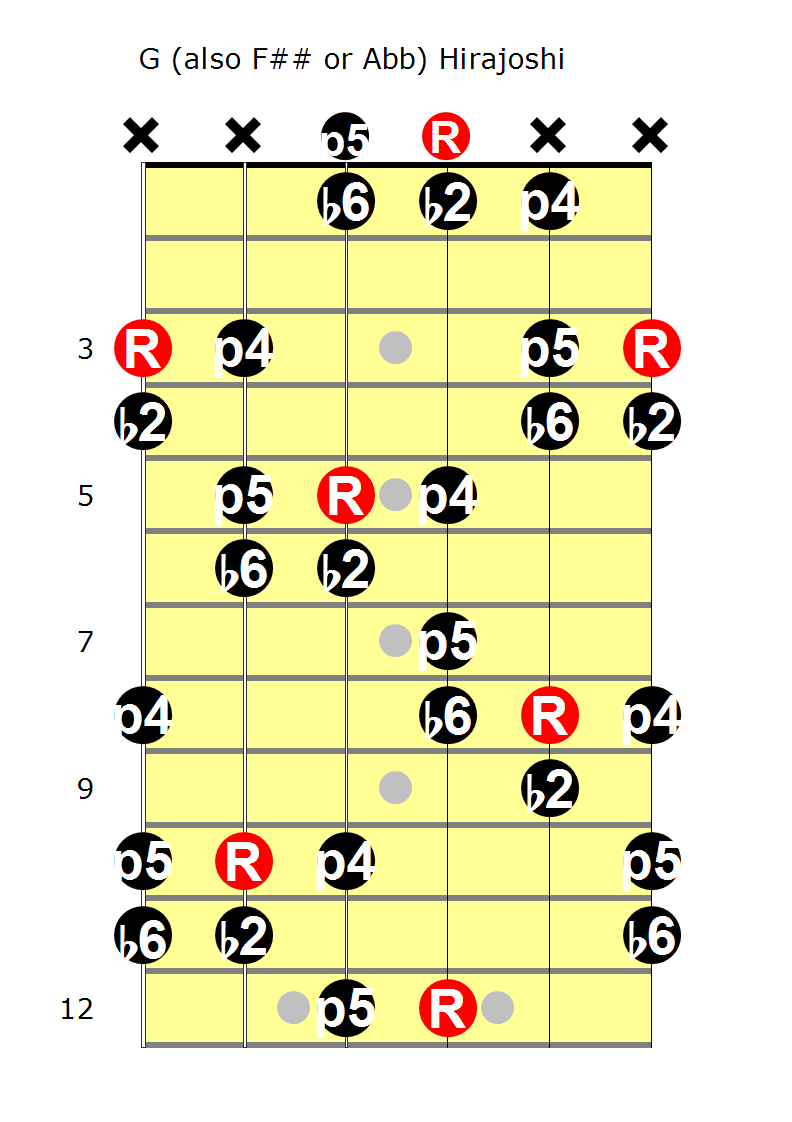 G (also F## or Abb) Hirajoshi
p5 R
♭6 ♭2 p4
3 R p4 p5 R
♭2 ♭6 ♭2
5 p5 R p4
♭6 ♭2
7 p5
p4 ♭6 R p4
9 ♭2
p5 R p4 p5
♭6 ♭2 ♭6
12 p5 R